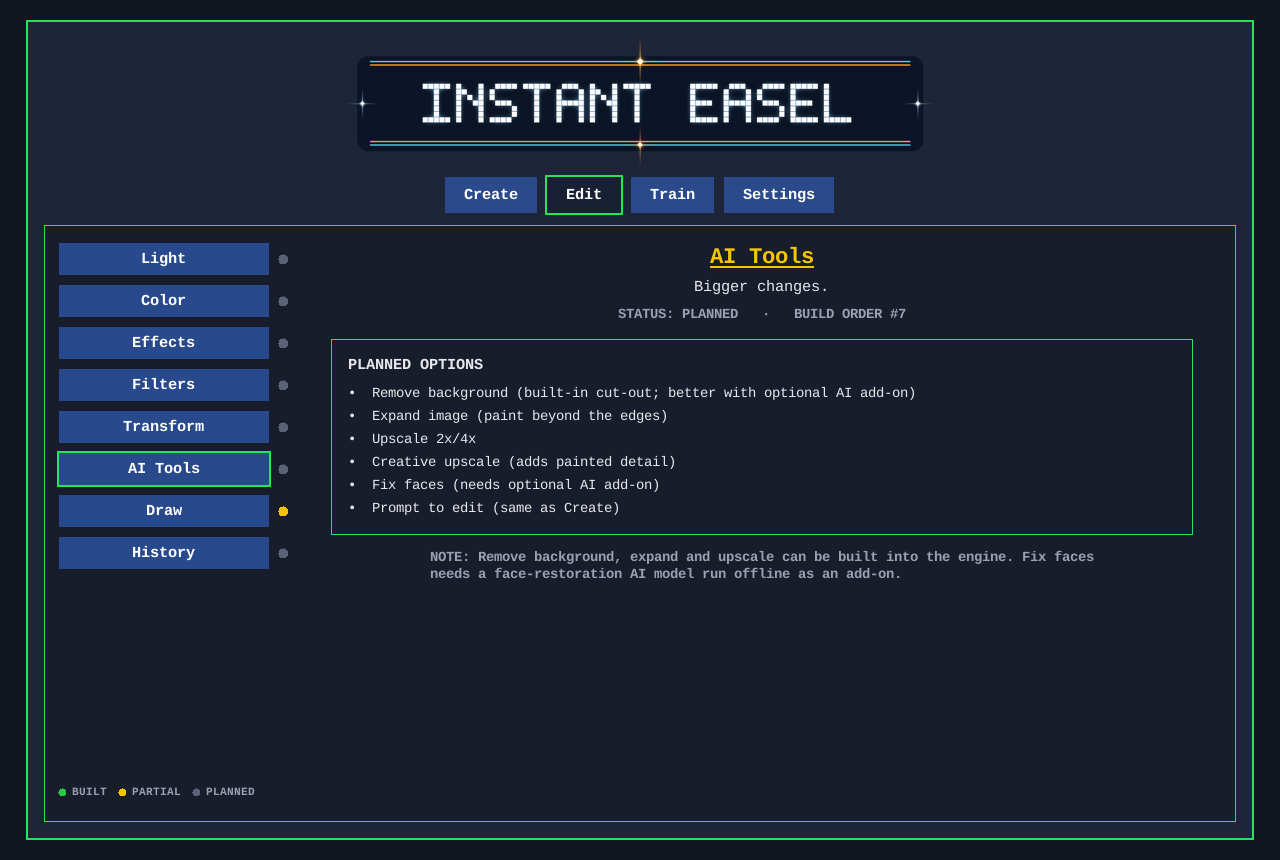 INSTANT EASEL
Create Edit Train Settings
Light
Color
Effects
Filters
Transform
AI Tools
Draw
History
AI Tools
Bigger changes.
STATUS: PLANNED · BUILD ORDER #7
PLANNED OPTIONS
• Remove background (built-in cut-out; better with optional AI add-on)
• Expand image (paint beyond the edges)
• Upscale 2x/4x
• Creative upscale (adds painted detail)
• Fix faces (needs optional AI add-on)
• Prompt to edit (same as Create)
NOTE: Remove background, expand and upscale can be built into the engine. Fix faces
needs a face-restoration AI model run offline as an add-on.
BUILT PARTIAL PLANNED